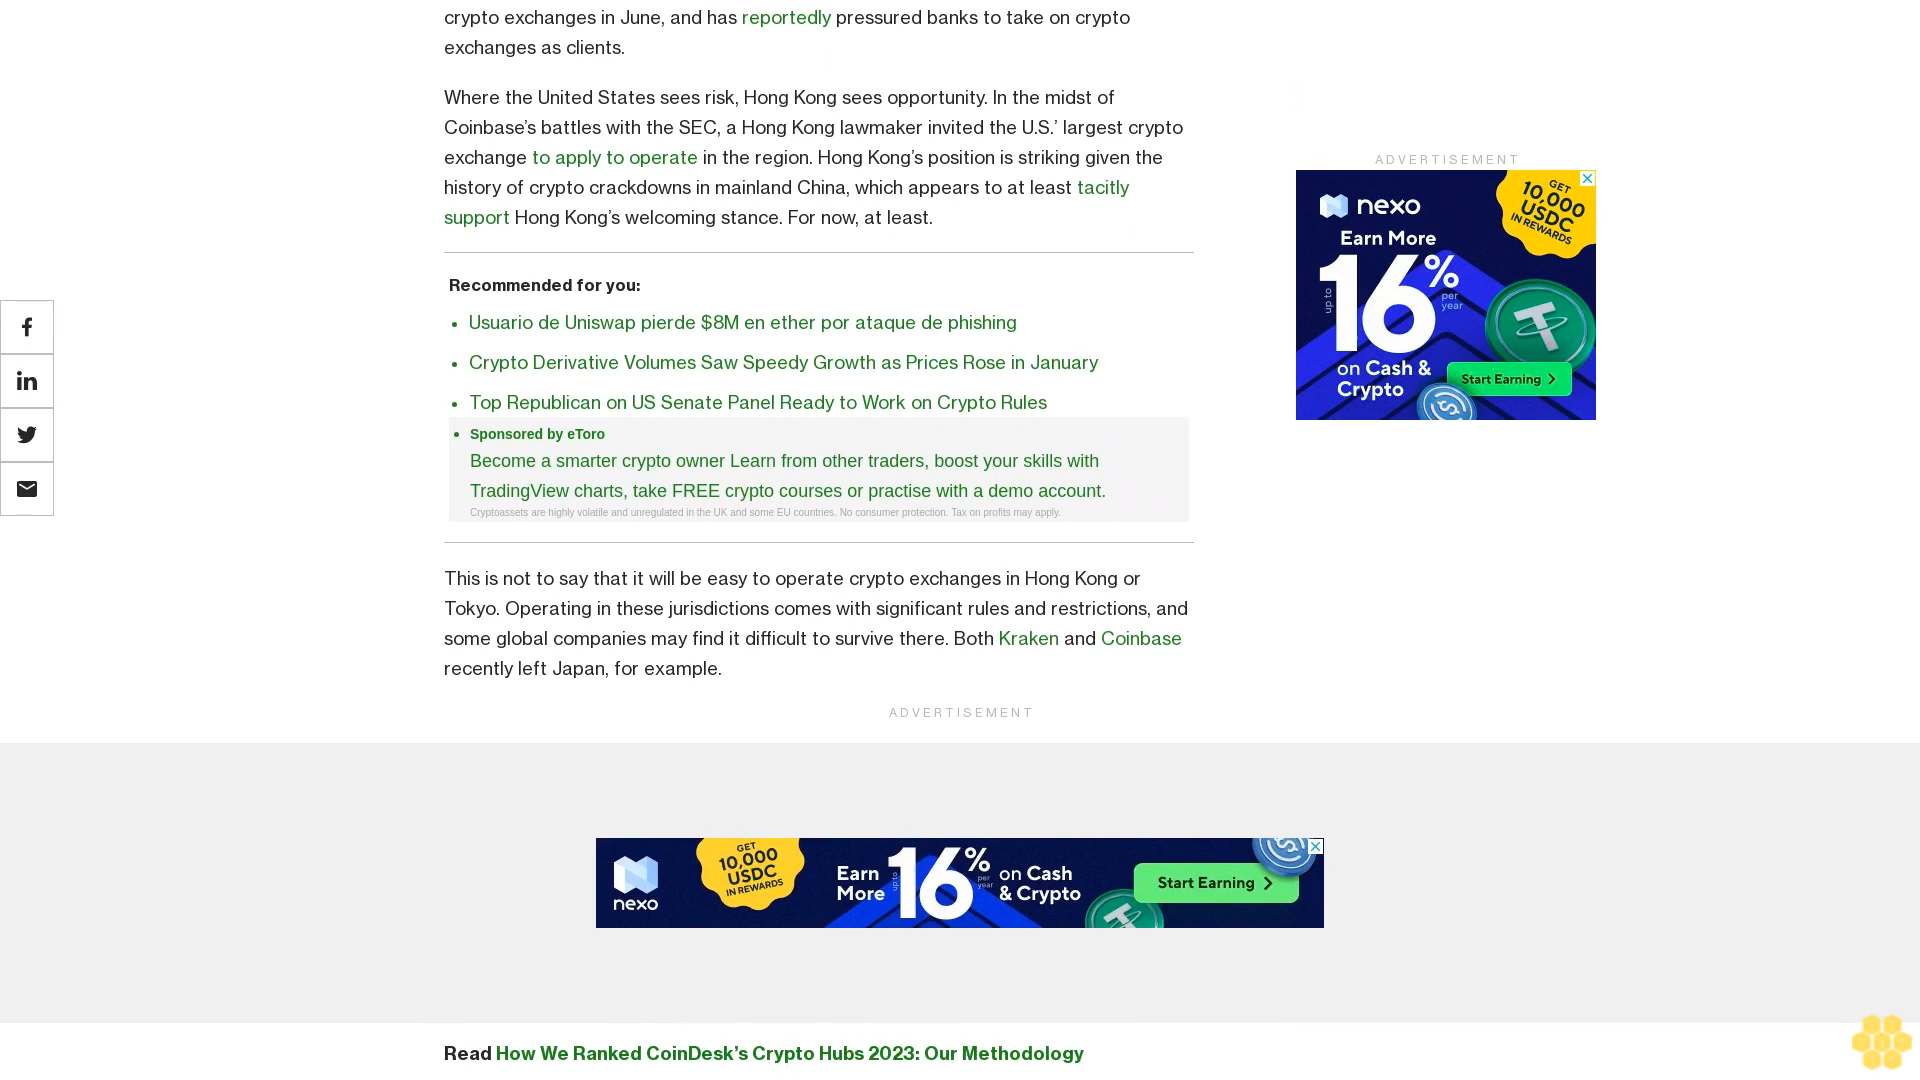 crypto exchanges in June, and has reportedly pressured banks to take on crypto
exchanges as clients.
Where the United States sees risk, Hong Kong sees opportunity. In the midst of
Coinbase’s battles with the SEC, a Hong Kong lawmaker invited the U.S.’ largest crypto
exchange to apply to operate in the region. Hong Kong’s position is striking given the
history of crypto crackdowns in mainland China, which appears to at least tacitly
support Hong Kong’s welcoming stance. For now, at least.
ADVERTISEMENT
nexo
GET
10,000
USDC
IN REWARDS
Earn More
up to
16%
per
year
on Cash &
Crypto
Start Earning
Recommended for you:
Usuario de Uniswap pierde $8M en ether por ataque de phishing
Crypto Derivative Volumes Saw Speedy Growth as Prices Rose in January
Top Republican on US Senate Panel Ready to Work on Crypto Rules
Sponsored by eToro
Become a smarter crypto owner Learn from other traders, boost your skills with
TradingView charts, take FREE crypto courses or practise with a demo account.
Cryptoassets are highly volatile and unregulated in the UK and some EU countries. No consumer protection. Tax on profits may apply.
This is not to say that it will be easy to operate crypto exchanges in Hong Kong or
Tokyo. Operating in these jurisdictions comes with significant rules and restrictions, and
some global companies may find it difficult to survive there. Both Kraken and Coinbase
recently left Japan, for example.
ADVERTISEMENT
nexo
GET
10,000
USDC
IN REWARDS
Earn
More
up to
16%
per
year
on Cash
& Crypto
Start Earning
Read How We Ranked CoinDesk’s Crypto Hubs 2023: Our Methodology